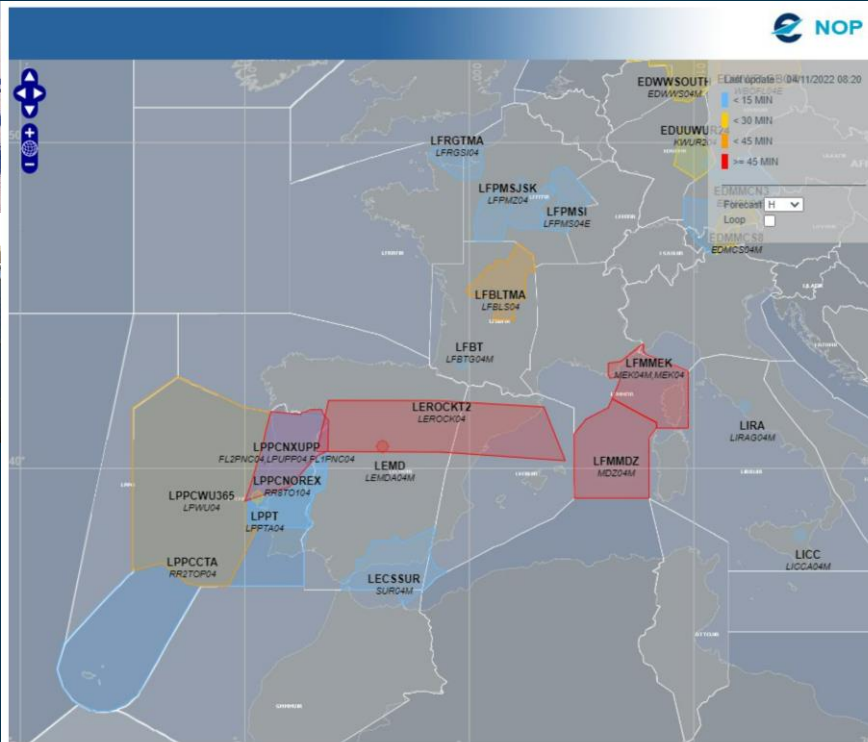 NOP
Last update 04/11/2022 08:20
< 15 MIN
< 30 MIN
< 45 MIN
>= 45 MIN
Forecast H
Loop
EDWWSOUTH
EDWWS04M
EDUUWUR24
KWUR204
LFRGTMA
LFRGSI04
LFPMSJSK
LFPMZ04
LFPMSI
LFPMS04E
EDMMCN3
EDMMCS8
EDMCS04M
LFBLTMA
LFBLS04
LFBT
LFBTG04M
LFMMEK
MEK04M,MEK04
LEROCKT2
LEROCK04
LIRA
LIRAG04M
LPPCNXUPP
FL2PNC04,LPUPP04,FL1PNC04
LEMD
LEMDA04M
LFMMDZ
MDZ04M
LPPCNOREX
RR8TO104
LPPCWU365
LPWU04
LPPT
LPPTA04
LPPCCTA
RR2TOP04
LECSSUR
SUR04M
LICC
LICCA04M